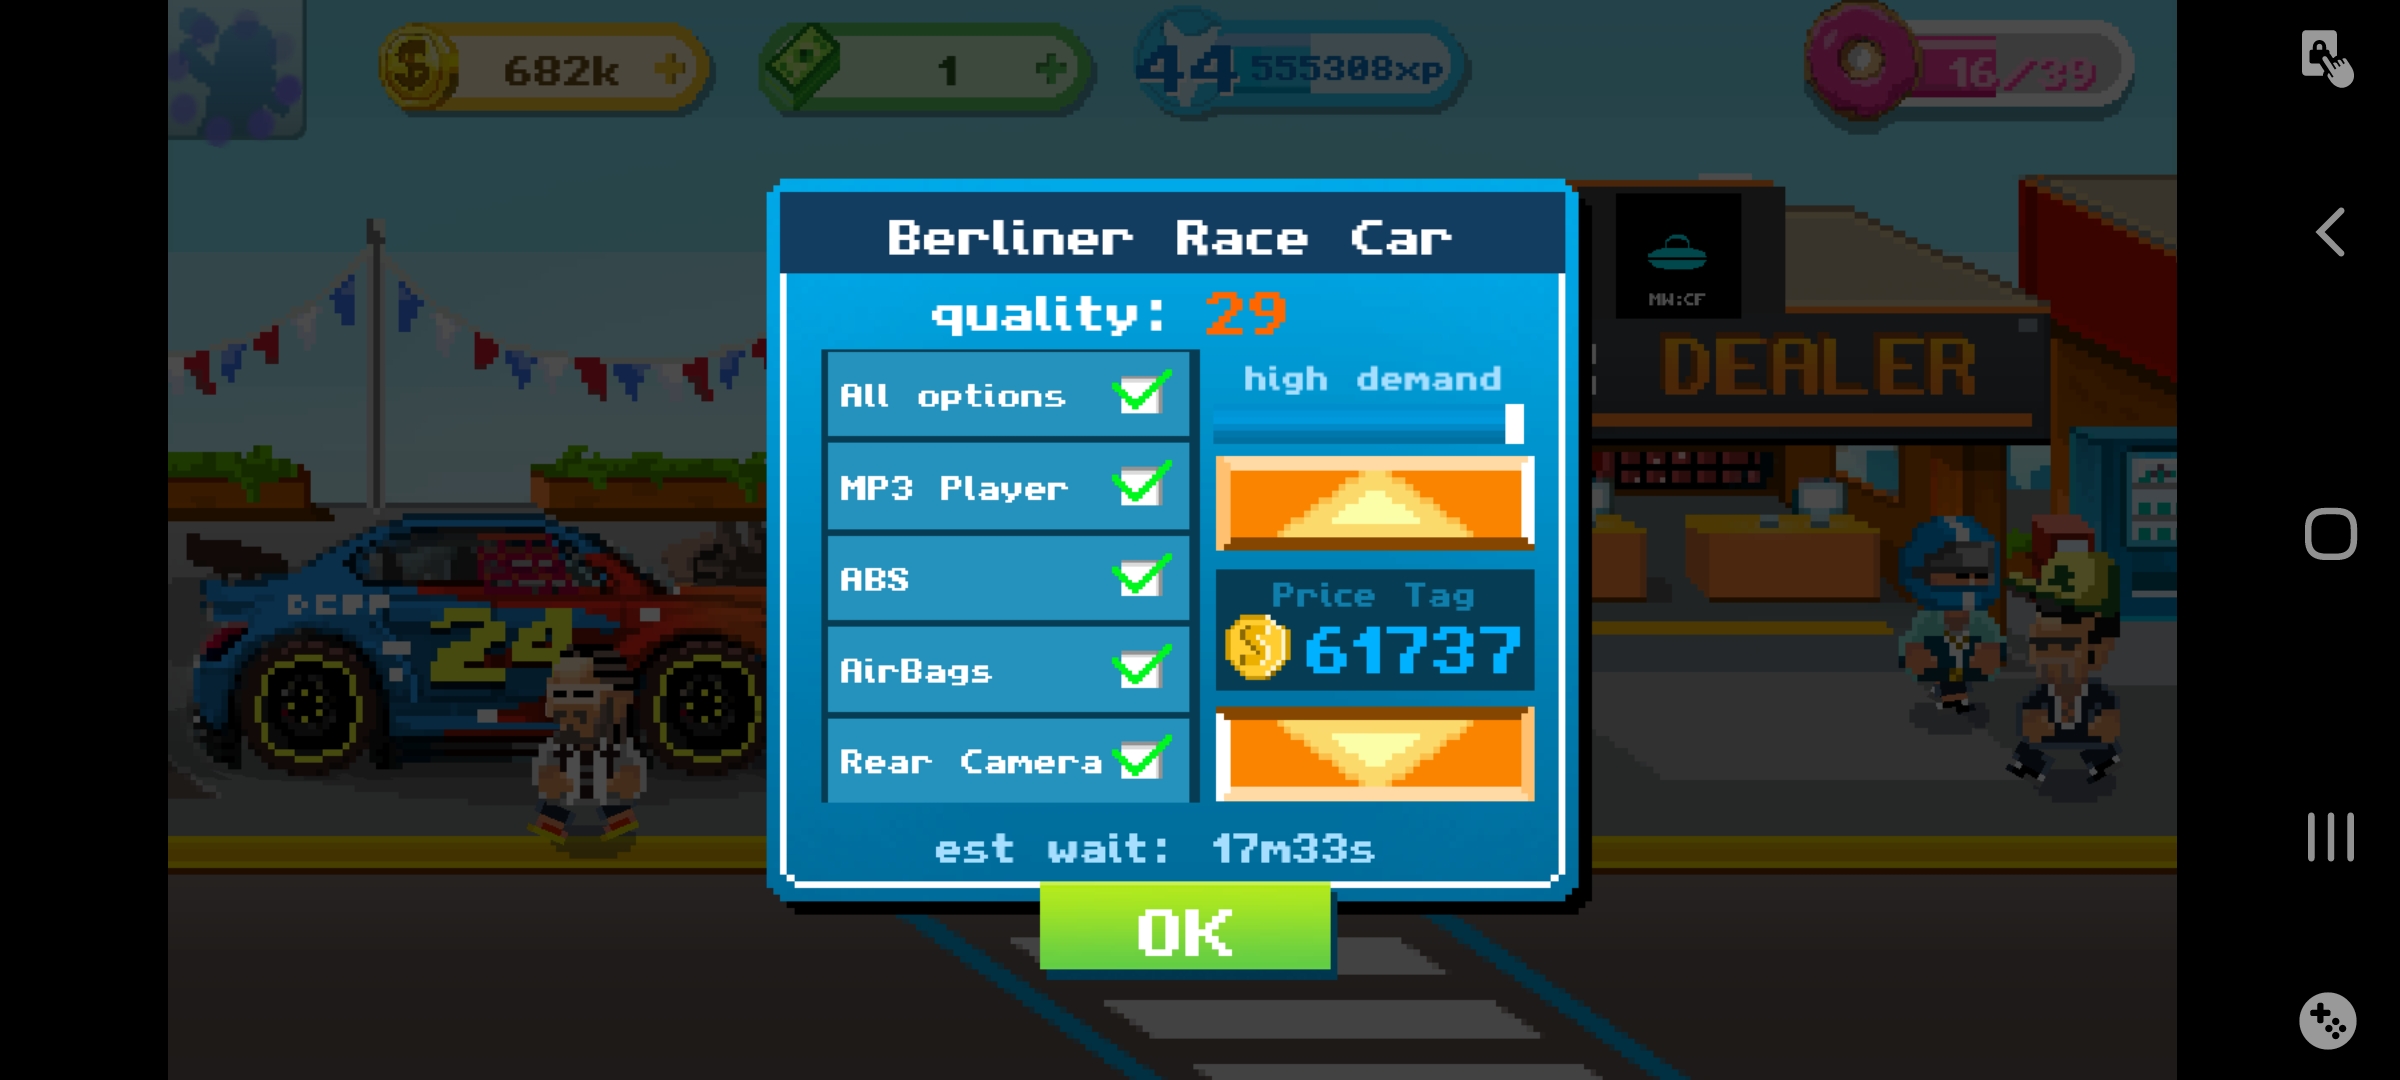 682k
1
44 555308xp
16/39
Berliner Race Car
quality: 29
All options
MP3 Player
ABS
AirBags
Rear Camera
high demand
Price Tag
61737
est wait: 17m33s
OK
MW:CF
DEALER
24